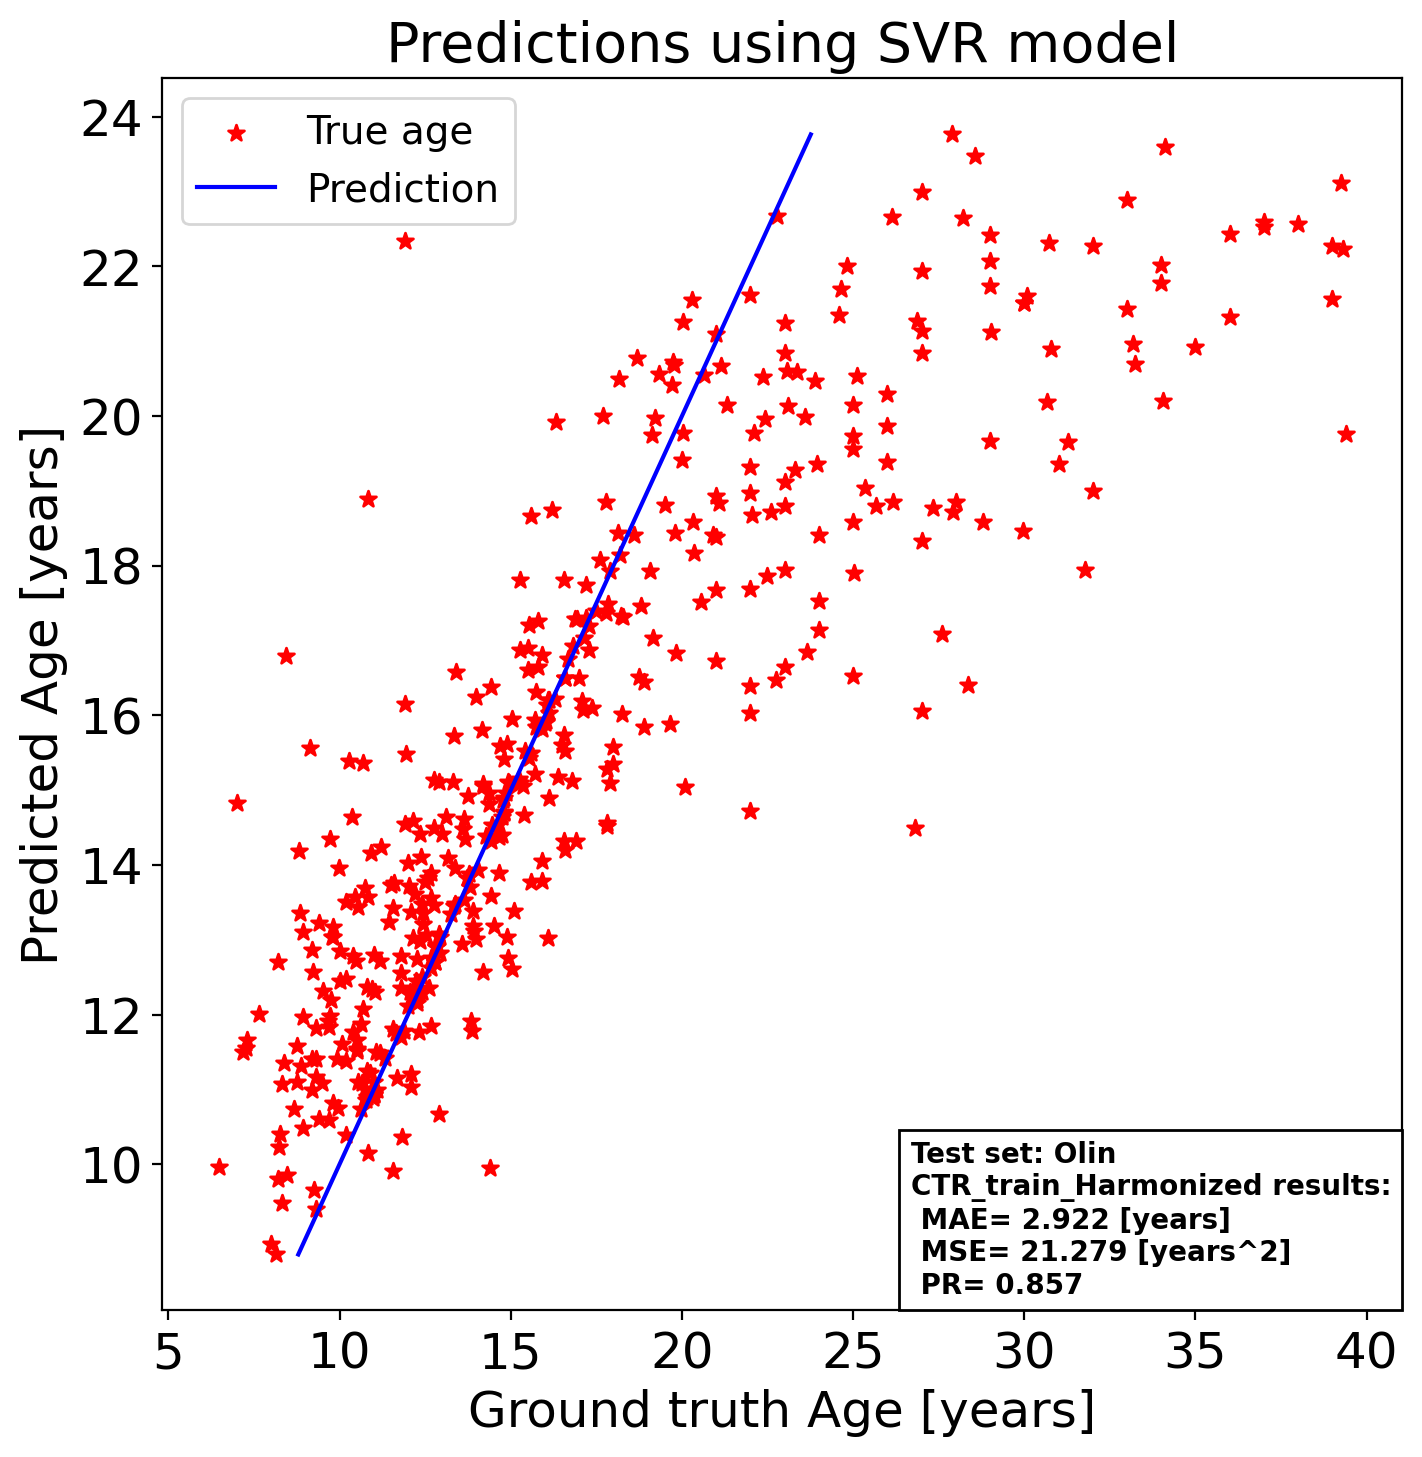 Predictions using SVR model
True age
Prediction
24
22
20
18
16
14
12
10
Predicted Age [years]
Test set: Olin
CTR_train_Harmonized results:
MAE= 2.922 [years]
MSE= 21.279 [years^2]
PR= 0.857
5 10 15 20 25 30 35 40
Ground truth Age [years]